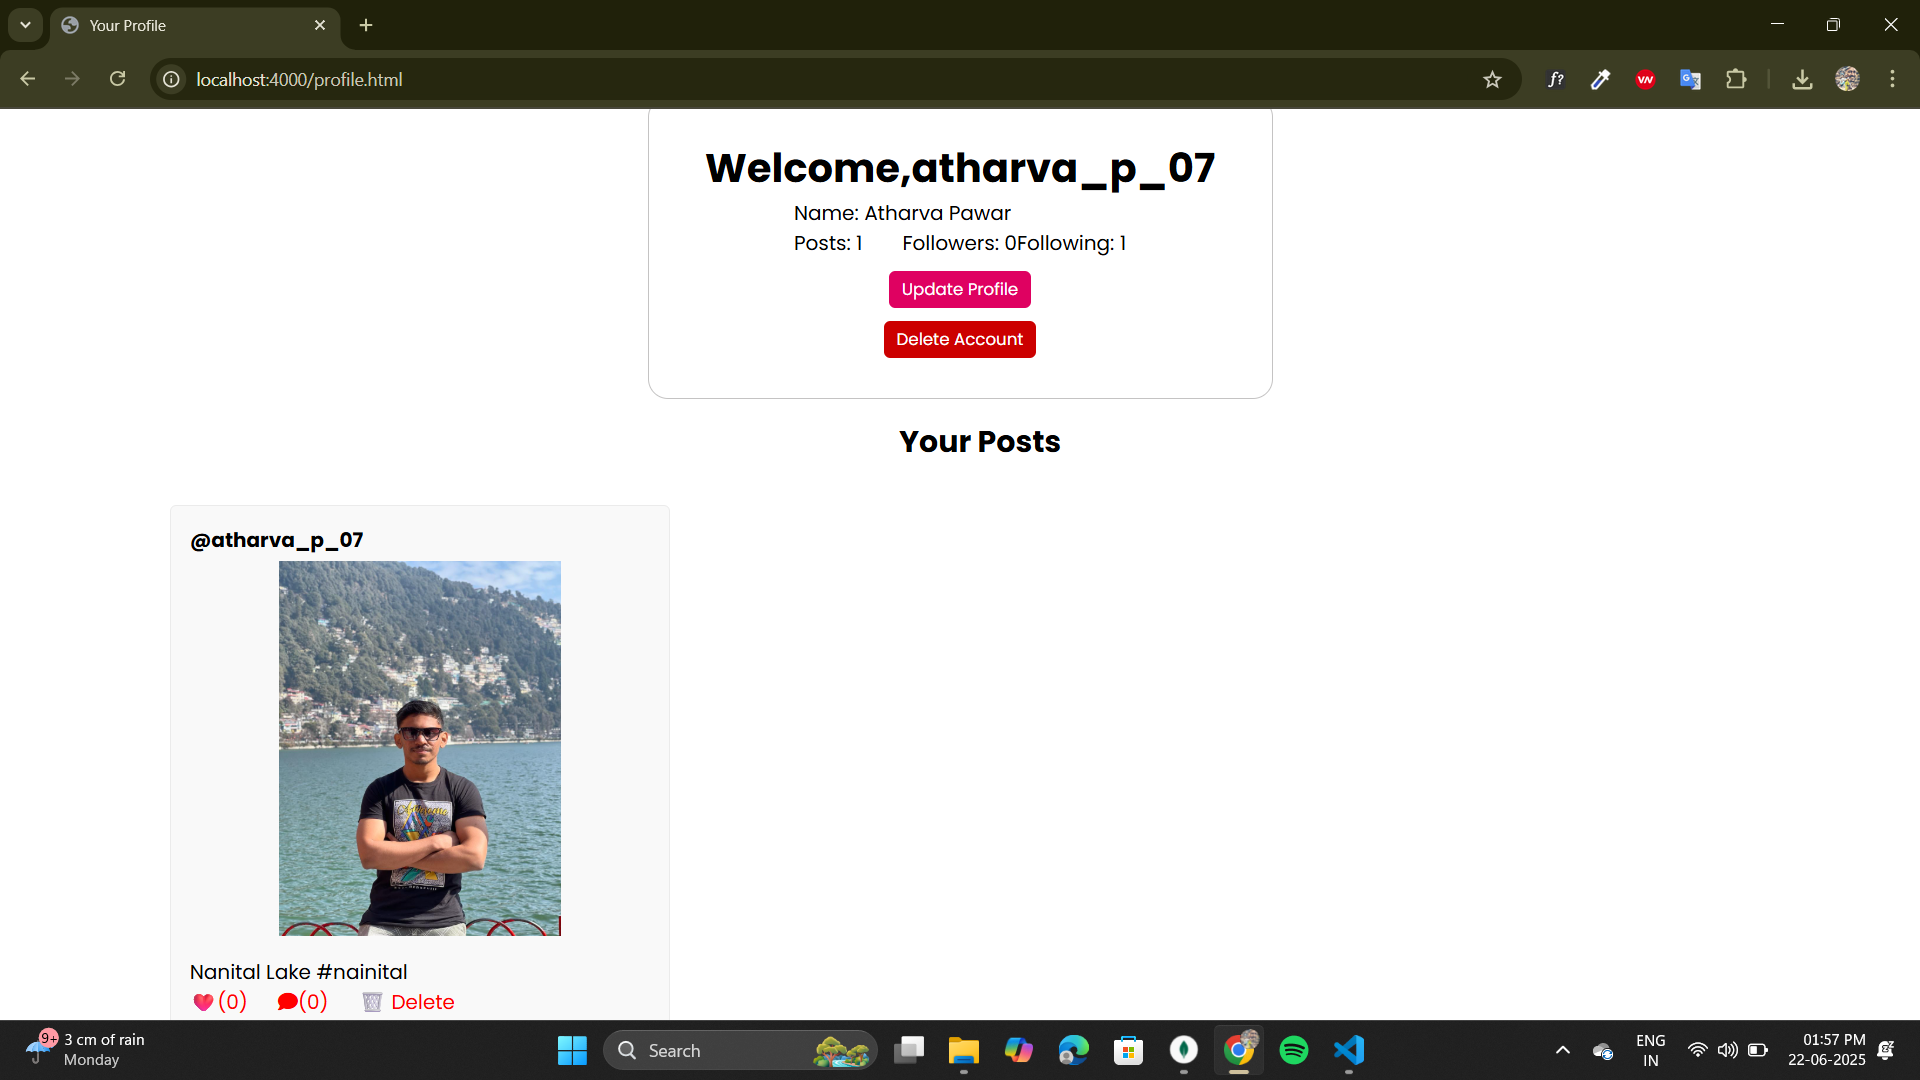 Your Profile
localhost:4000/profile.html
f?
VN
G
Welcome,atharva_p_07
Name: Atharva Pawar
Posts: 1 Followers: 0Following: 1
Update Profile
Delete Account
Your Posts
@atharva_p_07
Nanital Lake #nainital
(0) (0) Delete
9+ 3 cm of rain
Monday
Search
ENG
IN
01:57 PM
22-06-2025